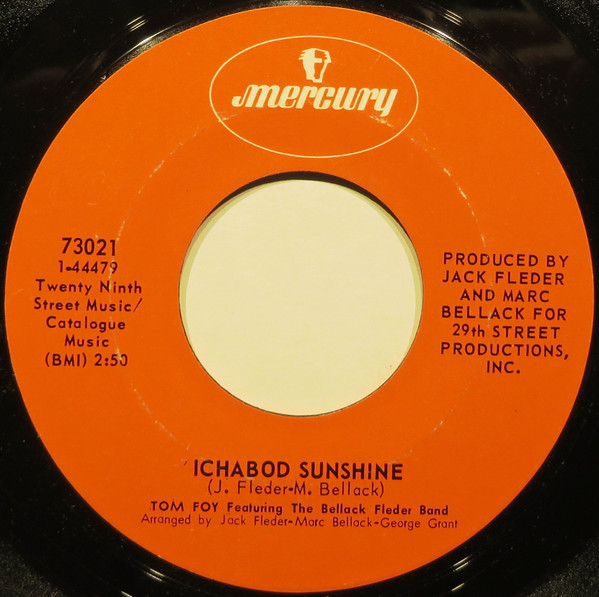 mercury
73021
1-44479
Twenty Ninth
Street Music/
Catalogue
Music
(BMI) 2:50
PRODUCED BY
JACK FLEDER
AND MARC
BELLACK FOR
29th STREET
PRODUCTIONS,
INC.
ICHABOD SUNSHINE
(J. Fleder-M. Bellack)
TOM FOY Featuring The Bellack Fleder Band
Arranged by Jack Fleder-Marc Bellack-George Grant